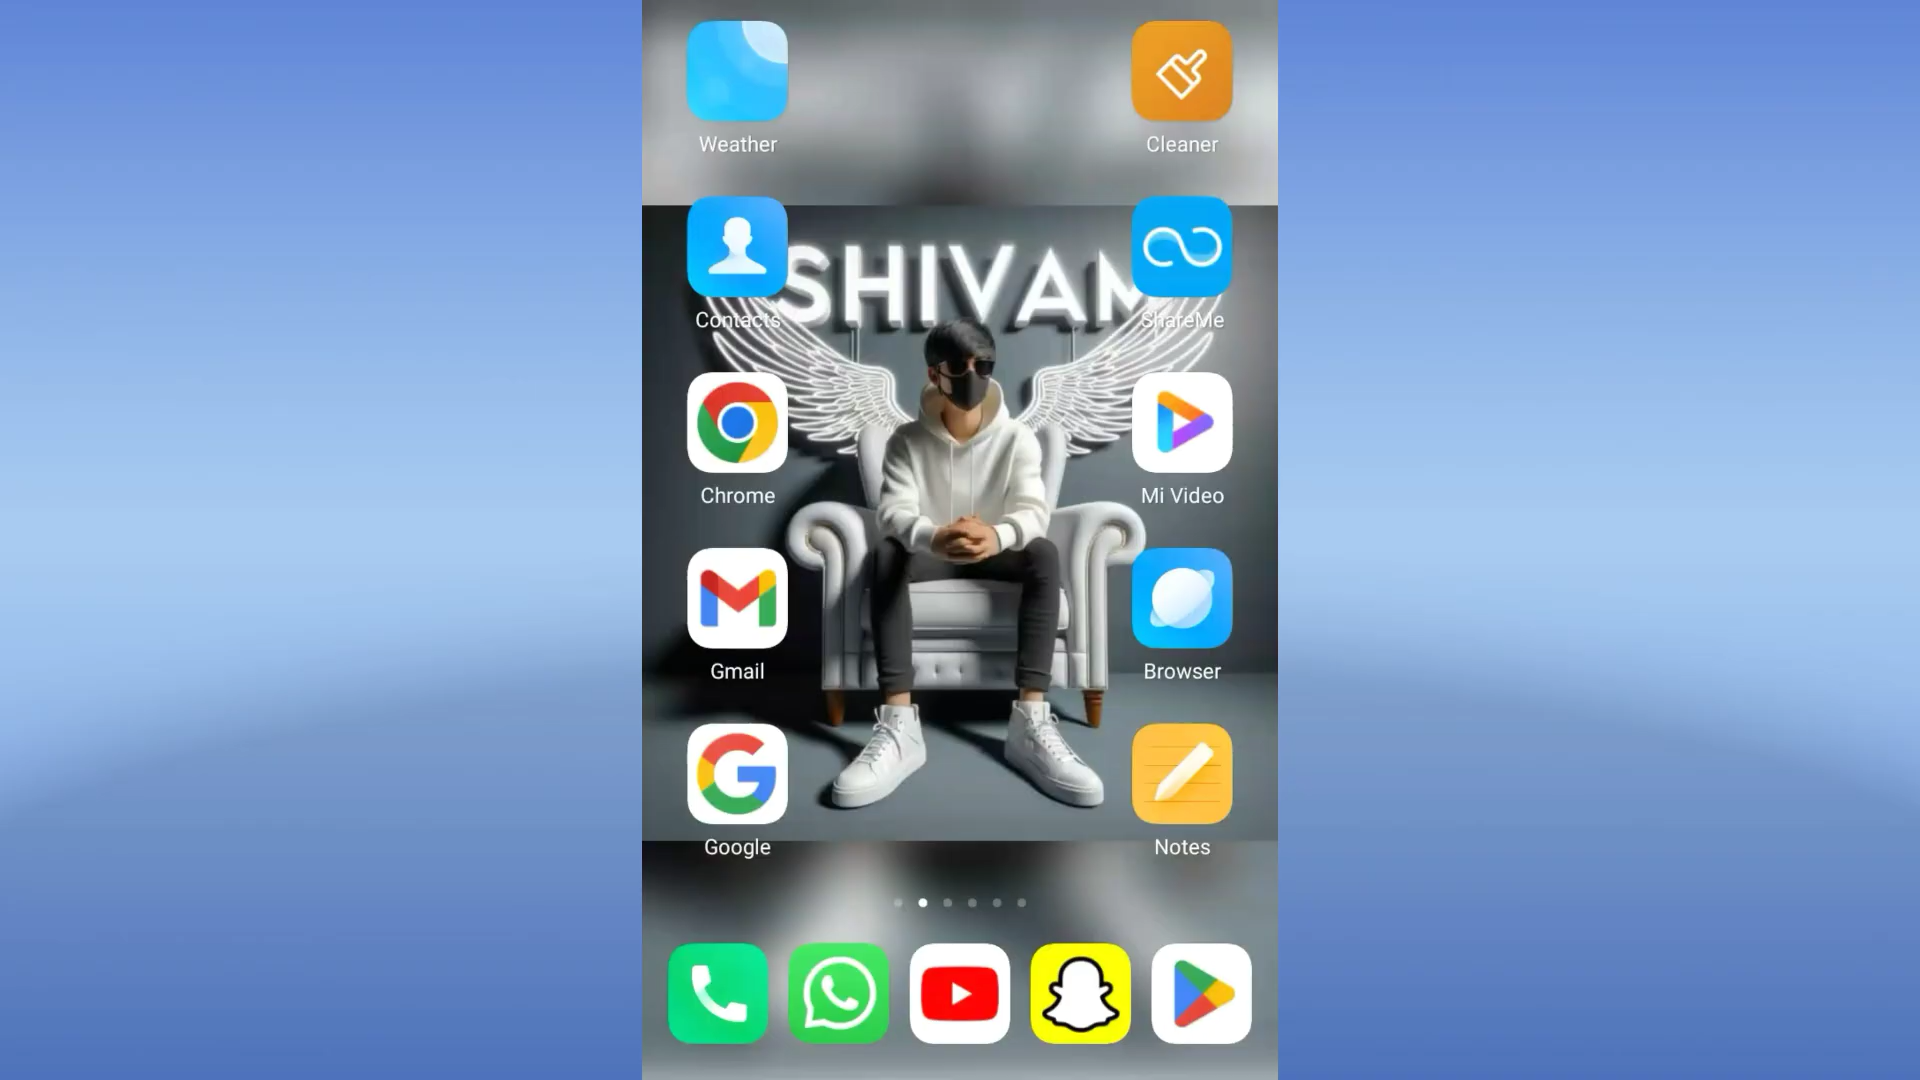 Weather
Cleaner
SHIVAM
Contacts
ShareMe
Chrome
Mi Video
Gmail
Browser
Google
Notes